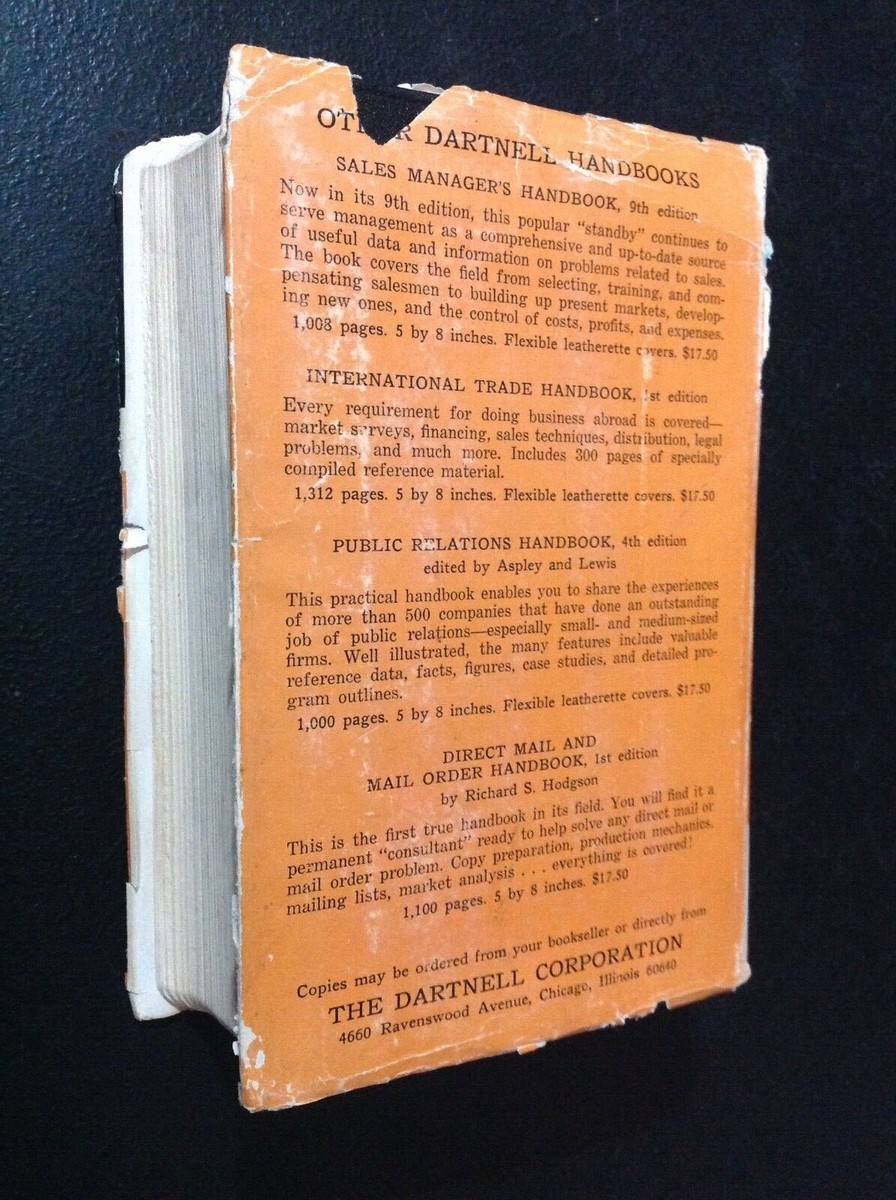 OTHER DARTNELL HANDBOOKS
SALES MANAGER'S HANDBOOK, 9th edition
Now in its 9th edition, this popular "standby" continues to
serve management as a comprehensive and up-to-date source
of useful data and information on problems related to sales.
The book covers the field from selecting, training, and com-
pensating salesmen to building up present markets, develop-
ing new ones, and the control of costs, profits, and expenses.
1,008 pages. 5 by 8 inches. Flexible leatherette covers. $17.50
INTERNATIONAL TRADE HANDBOOK, 1st edition
Every requirement for doing business abroad is covered—
market surveys, financing, sales techniques, distribution, legal
problems, and much more. Includes 300 pages of specially
compiled reference material.
1,312 pages. 5 by 8 inches. Flexible leatherette covers. $17.50
PUBLIC RELATIONS HANDBOOK, 4th edition
edited by Aspley and Lewis
This practical handbook enables you to share the experiences
of more than 500 companies that have done an outstanding
job of public relations—especially small- and medium-sized
firms. Well illustrated, the many features include valuable
reference data, facts, figures, case studies, and detailed pro-
gram outlines.
1,000 pages. 5 by 8 inches. Flexible leatherette covers. $17.50
DIRECT MAIL AND
MAIL ORDER HANDBOOK, 1st edition
by Richard S. Hodgson
This is the first true handbook in its field. You will find it a
permanent "consultant" ready to help solve any direct mail or
mail order problem. Copy preparation, production mechanics,
mailing lists, market analysis . . . everything is covered!
1,100 pages. 5 by 8 inches. $17.50
Copies may be ordered from your bookseller or directly from
THE DARTNELL CORPORATION
4660 Ravenswood Avenue, Chicago, Illinois 60640